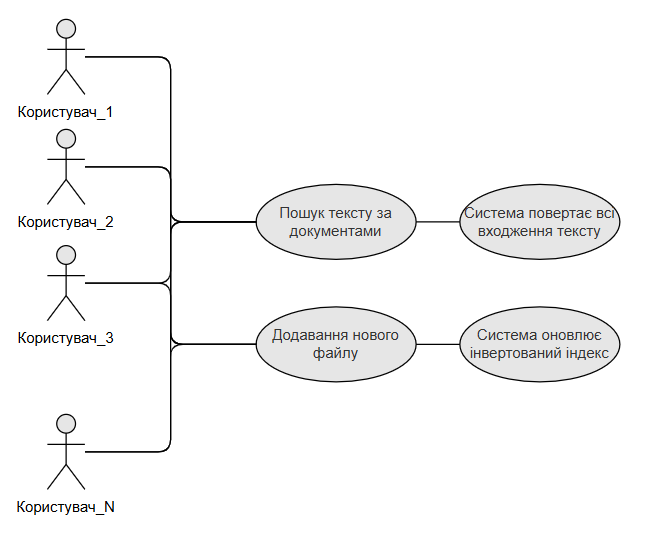 Користувач_1
Користувач_2
Користувач_3
Користувач_N
Пошук тексту за
документами
Система повертає всі
входження тексту
Додавання нового
файлу
Система оновлює
інвертований індекс